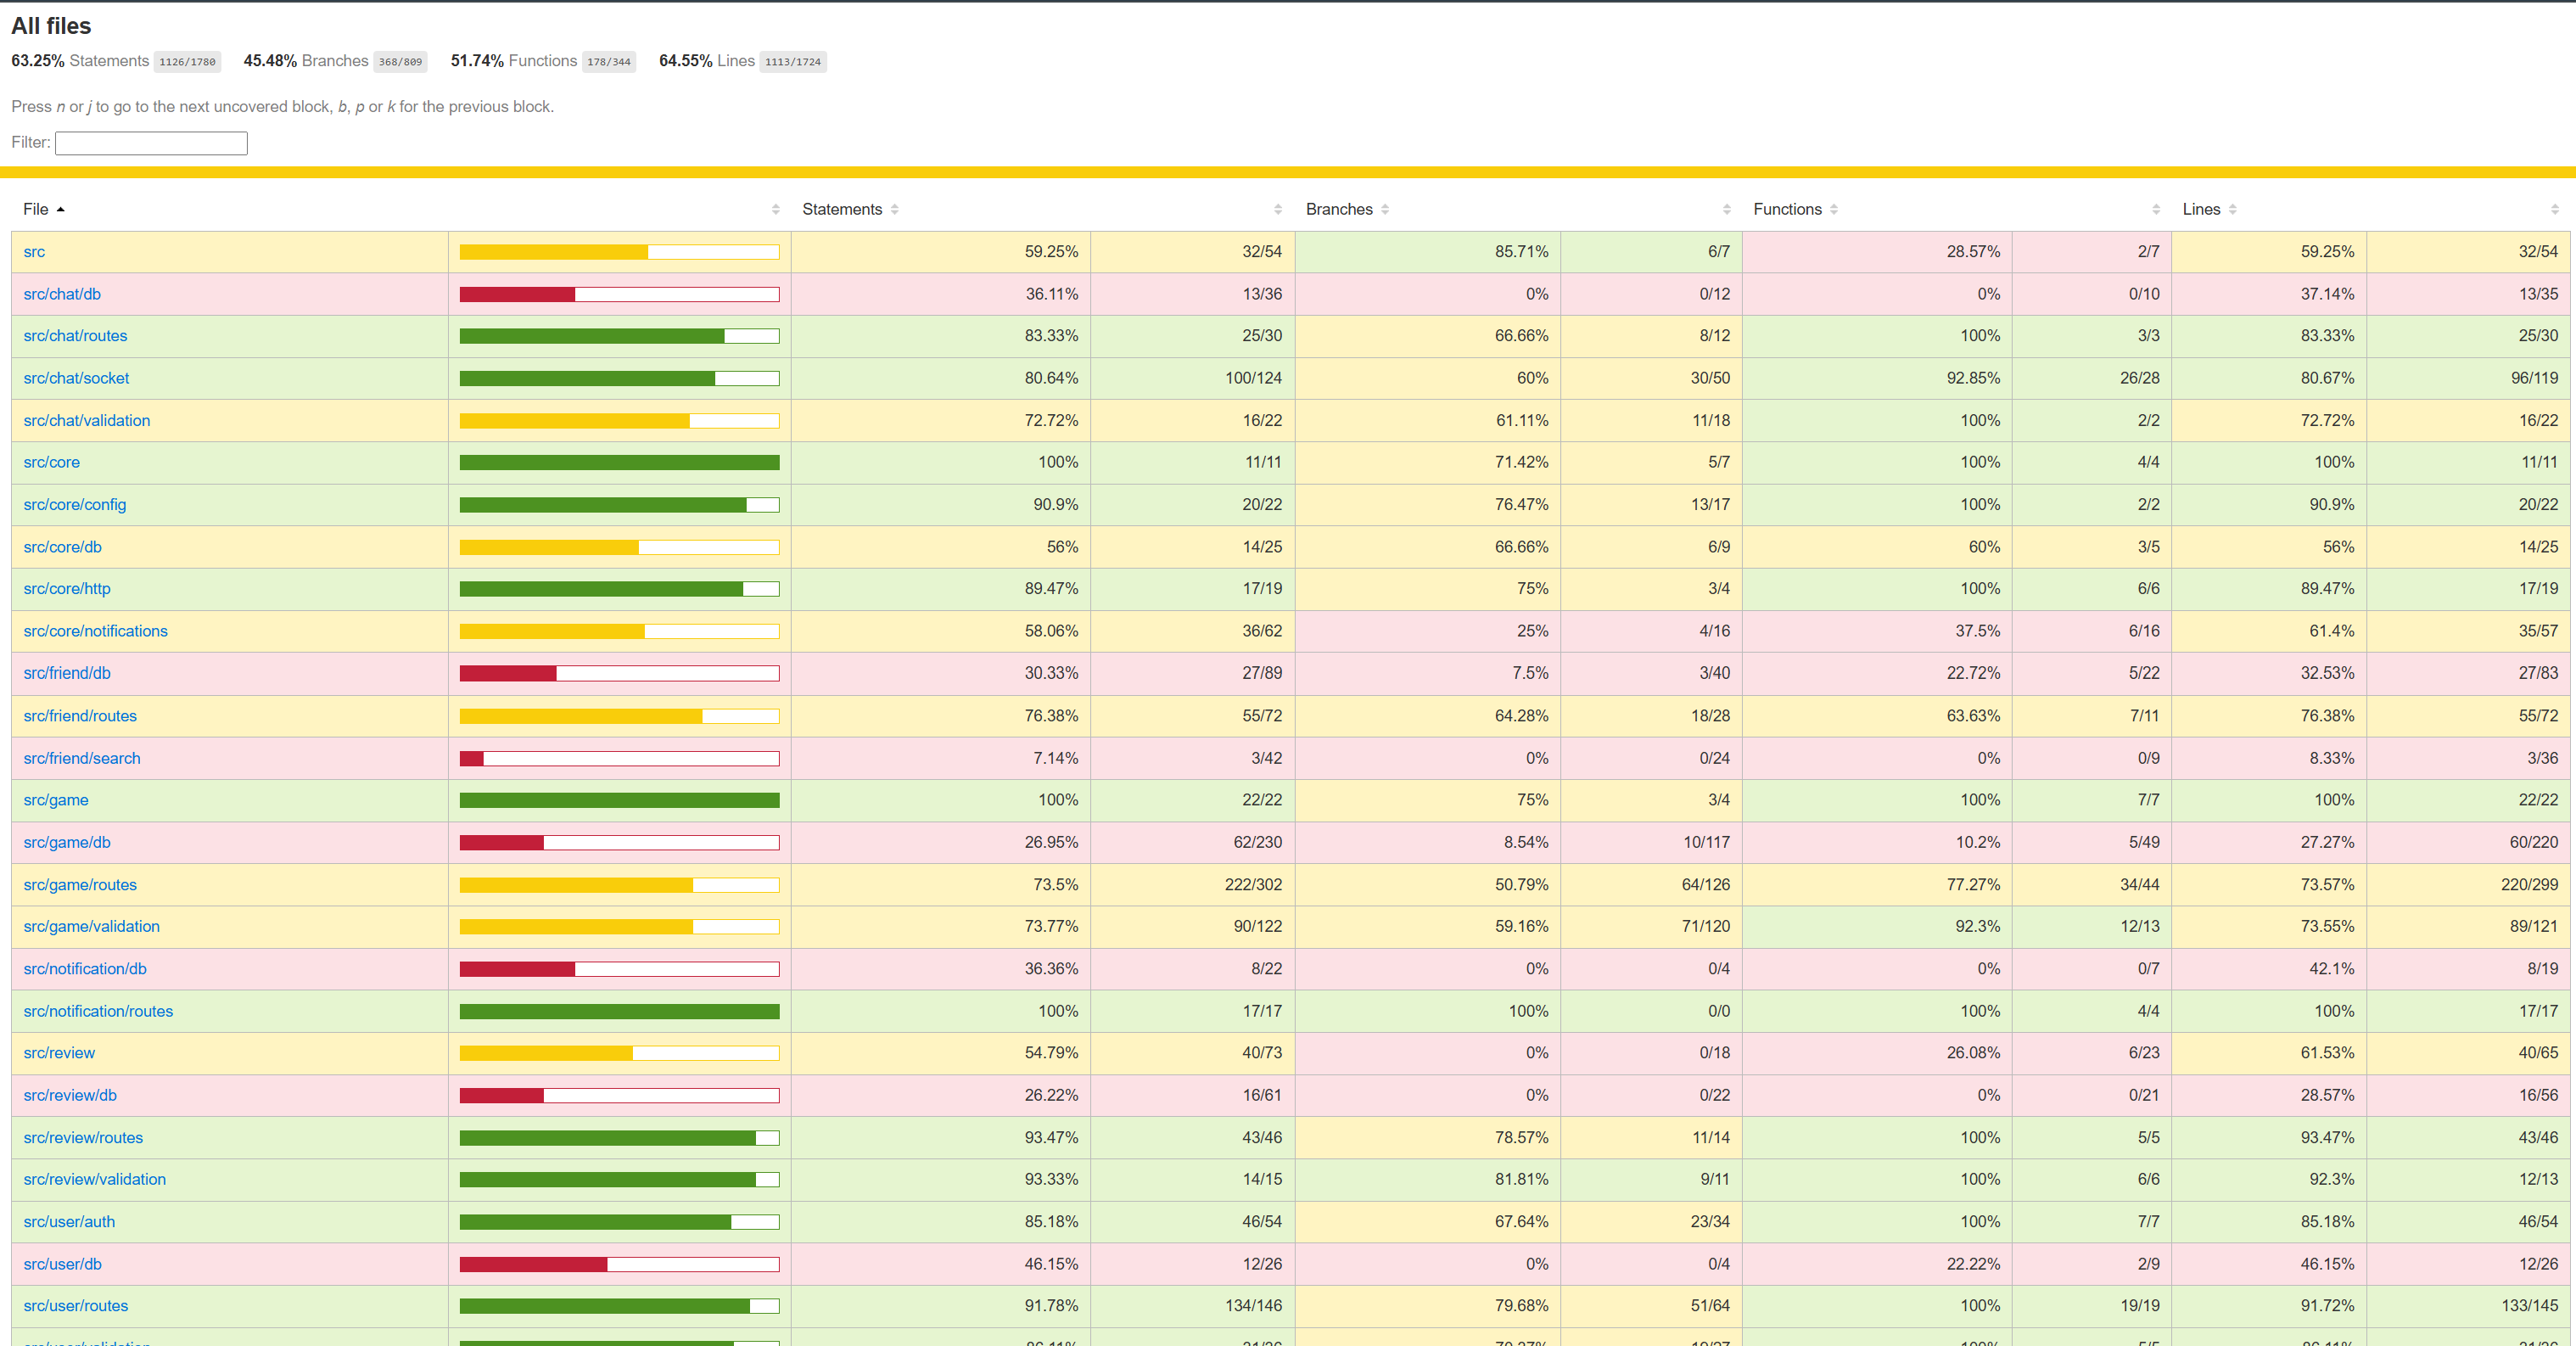 All files
63.25% Statements 1126/1780 45.48% Branches 368/809 51.74% Functions 178/344 64.55% Lines 1113/1724
Press n or j to go to the next uncovered block, b, p or k for the previous block.
Filter:
File Statements Branches Functions Lines
src 59.25% 32/54 85.71% 6/7 28.57% 2/7 59.25% 32/54
src/chat/db 36.11% 13/36 0% 0/12 0% 0/10 37.14% 13/35
src/chat/routes 83.33% 25/30 66.66% 8/12 100% 3/3 83.33% 25/30
src/chat/socket 80.64% 100/124 60% 30/50 92.85% 26/28 80.67% 96/119
src/chat/validation 72.72% 16/22 61.11% 11/18 100% 2/2 72.72% 16/22
src/core 100% 11/11 71.42% 5/7 100% 4/4 100% 11/11
src/core/config 90.9% 20/22 76.47% 13/17 100% 2/2 90.9% 20/22
src/core/db 56% 14/25 66.66% 6/9 60% 3/5 56% 14/25
src/core/http 89.47% 17/19 75% 3/4 100% 6/6 89.47% 17/19
src/core/notifications 58.06% 36/62 25% 4/16 37.5% 6/16 61.4% 35/57
src/friend/db 30.33% 27/89 7.5% 3/40 22.72% 5/22 32.53% 27/83
src/friend/routes 76.38% 55/72 64.28% 18/28 63.63% 7/11 76.38% 55/72
src/friend/search 7.14% 3/42 0% 0/24 0% 0/9 8.33% 3/36
src/game 100% 22/22 75% 3/4 100% 7/7 100% 22/22
src/game/db 26.95% 62/230 8.54% 10/117 10.2% 5/49 27.27% 60/220
src/game/routes 73.5% 222/302 50.79% 64/126 77.27% 34/44 73.57% 220/299
src/game/validation 73.77% 90/122 59.16% 71/120 92.3% 12/13 73.55% 89/121
src/notification/db 36.36% 8/22 0% 0/4 0% 0/7 42.1% 8/19
src/notification/routes 100% 17/17 100% 0/0 100% 4/4 100% 17/17
src/review 54.79% 40/73 0% 0/18 26.08% 6/23 61.53% 40/65
src/review/db 26.22% 16/61 0% 0/22 0% 0/21 28.57% 16/56
src/review/routes 93.47% 43/46 78.57% 11/14 100% 5/5 93.47% 43/46
src/review/validation 93.33% 14/15 81.81% 9/11 100% 6/6 92.3% 12/13
src/user/auth 85.18% 46/54 67.64% 23/34 100% 7/7 85.18% 46/54
src/user/db 46.15% 12/26 0% 0/4 22.22% 2/9 46.15% 12/26
src/user/routes 91.78% 134/146 79.68% 51/64 100% 19/19 91.72% 133/145